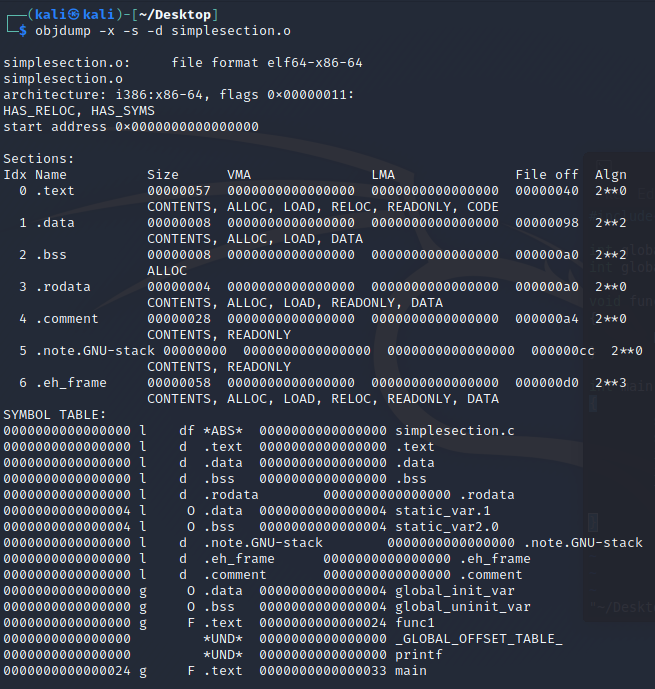 ┌──(kali㉿kali)-[~/Desktop]
└─$ objdump -x -s -d simplesection.o

simplesection.o:     file format elf64-x86-64
simplesection.o
architecture: i386:x86-64, flags 0x00000011:
HAS_RELOC, HAS_SYMS
start address 0x0000000000000000

Sections:
Idx Name          Size      VMA               LMA               File off  Algn
  0 .text         00000057  0000000000000000  0000000000000000  00000040  2**0
                  CONTENTS, ALLOC, LOAD, RELOC, READONLY, CODE
  1 .data         00000008  0000000000000000  0000000000000000  00000098  2**2
                  CONTENTS, ALLOC, LOAD, DATA
  2 .bss          00000008  0000000000000000  0000000000000000  000000a0  2**2
                  ALLOC
  3 .rodata       00000004  0000000000000000  0000000000000000  000000a0  2**0
                  CONTENTS, ALLOC, LOAD, READONLY, DATA
  4 .comment      00000028  0000000000000000  0000000000000000  000000a4  2**0
                  CONTENTS, READONLY
  5 .note.GNU-stack 00000000  0000000000000000  0000000000000000  000000cc  2**0
                  CONTENTS, READONLY
  6 .eh_frame     00000058  0000000000000000  0000000000000000  000000d0  2**3
                  CONTENTS, ALLOC, LOAD, RELOC, READONLY, DATA
SYMBOL TABLE:
0000000000000000 l    df *ABS*  0000000000000000 simplesection.c
0000000000000000 l    d  .text  0000000000000000 .text
0000000000000000 l    d  .data  0000000000000000 .data
0000000000000000 l    d  .bss   0000000000000000 .bss
0000000000000000 l    d  .rodata        0000000000000000 .rodata
0000000000000004 l     O .data  0000000000000004 static_var.1
0000000000000004 l     O .bss   0000000000000004 static_var2.0
0000000000000000 l    d  .note.GNU-stack        0000000000000000 .note.GNU-stack
0000000000000000 l    d  .eh_frame      0000000000000000 .eh_frame
0000000000000000 l    d  .comment       0000000000000000 .comment
0000000000000000 g     O .data  0000000000000004 global_init_var
0000000000000000 g     O .bss   0000000000000004 global_uninit_var
0000000000000000 g     F .text  0000000000000024 func1
0000000000000000         *UND*  0000000000000000 _GLOBAL_OFFSET_TABLE_
0000000000000000         *UND*  0000000000000000 printf
0000000000000024 g     F .text  0000000000000033 main